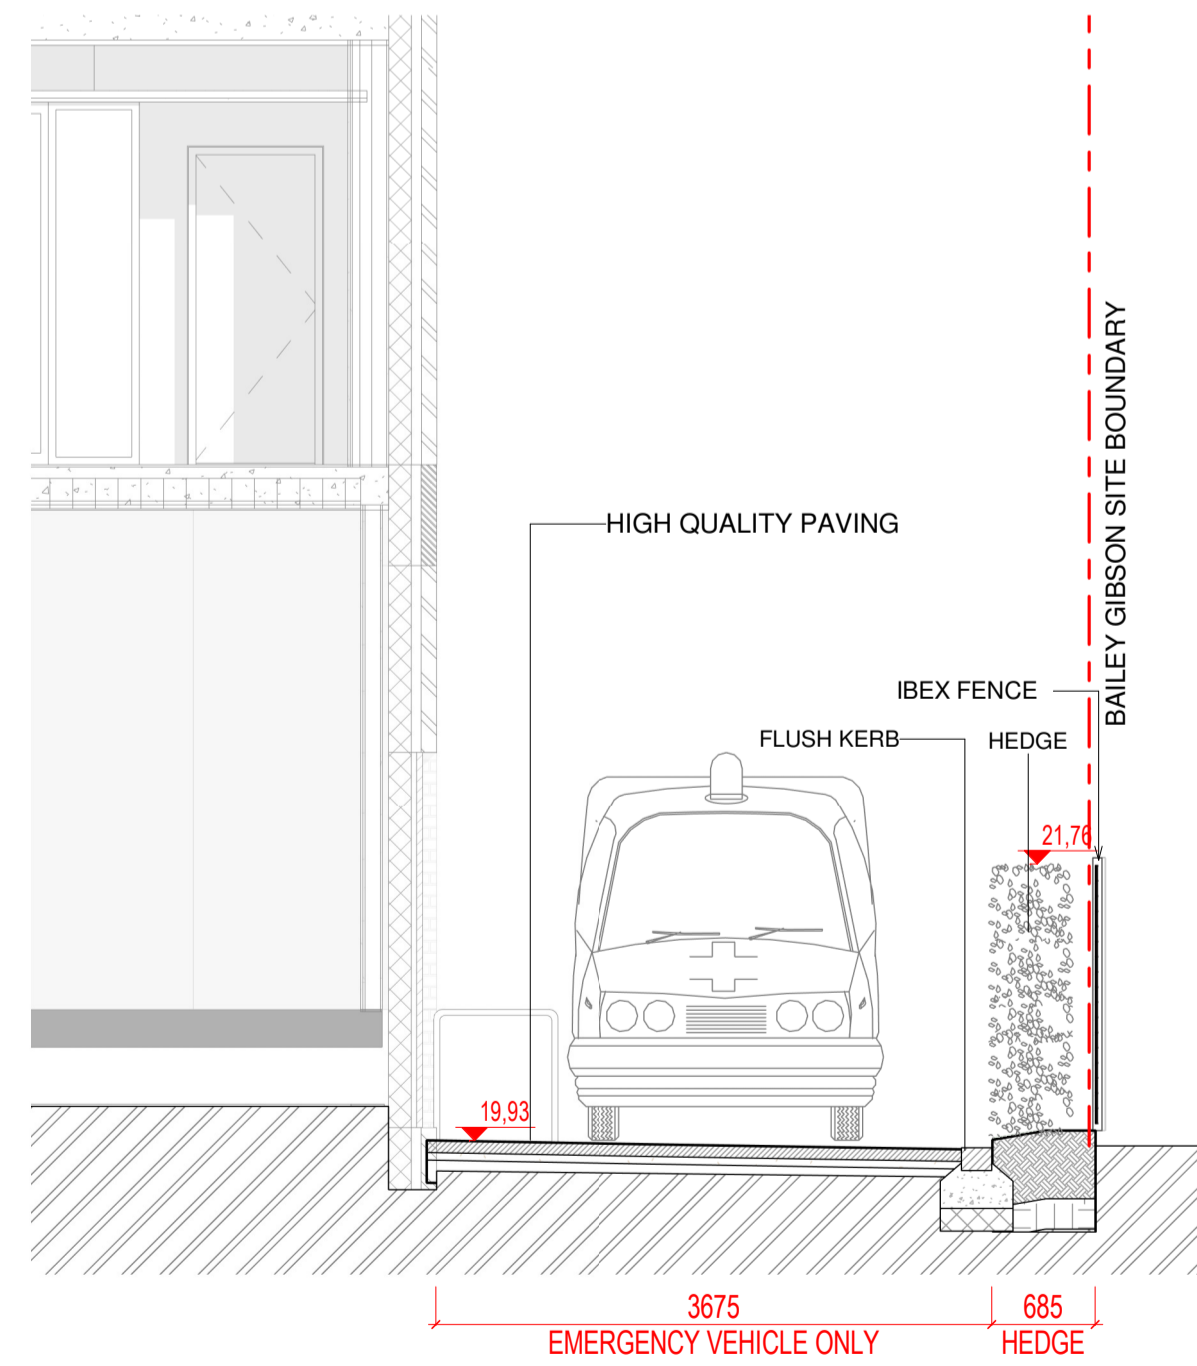 HIGH QUALITY PAVING
BAILEY GIBSON SITE BOUNDARY
IBEX FENCE
FLUSH KERB
HEDGE
21,76
19,93
3675
685
EMERGENCY VEHICLE ONLY
HEDGE